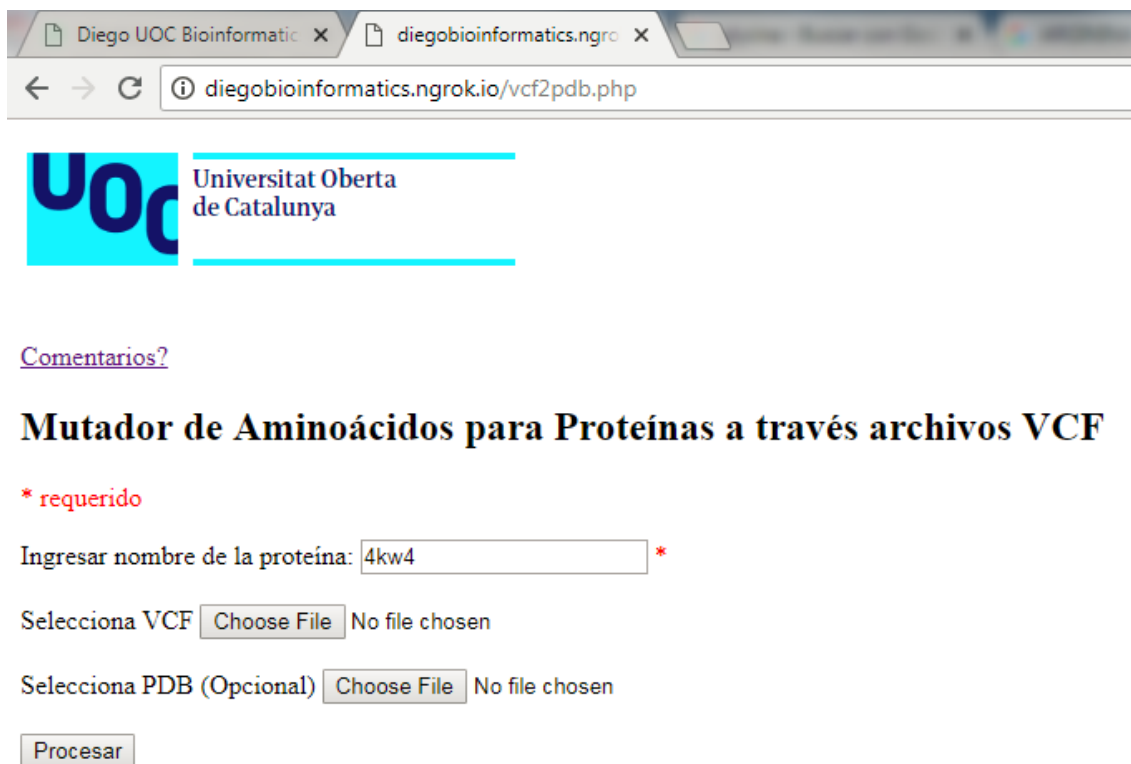 Diego UOC Bioinformatic
diegobioinformatics.ngro
diegobioinformatics.ngrok.io/vcf2pdb.php
UOC
Universitat Oberta
de Catalunya
Comentarios?
Mutador de Aminoácidos para Proteínas a través archivos VCF
* requerido
Ingresar nombre de la proteína: 4kw4 *
Selecciona VCF Choose File No file chosen
Selecciona PDB (Opcional) Choose File No file chosen
Procesar